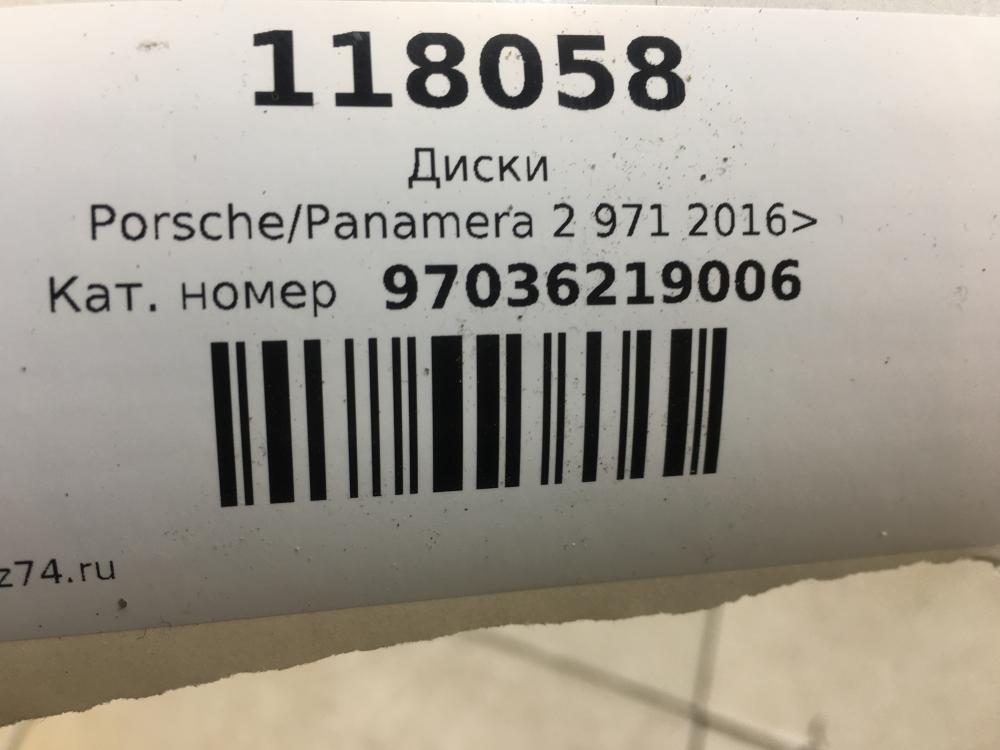 118058
Диски
Porsche/Panamera 2 971 2016>
Кат. номер 97036219006
z74.ru